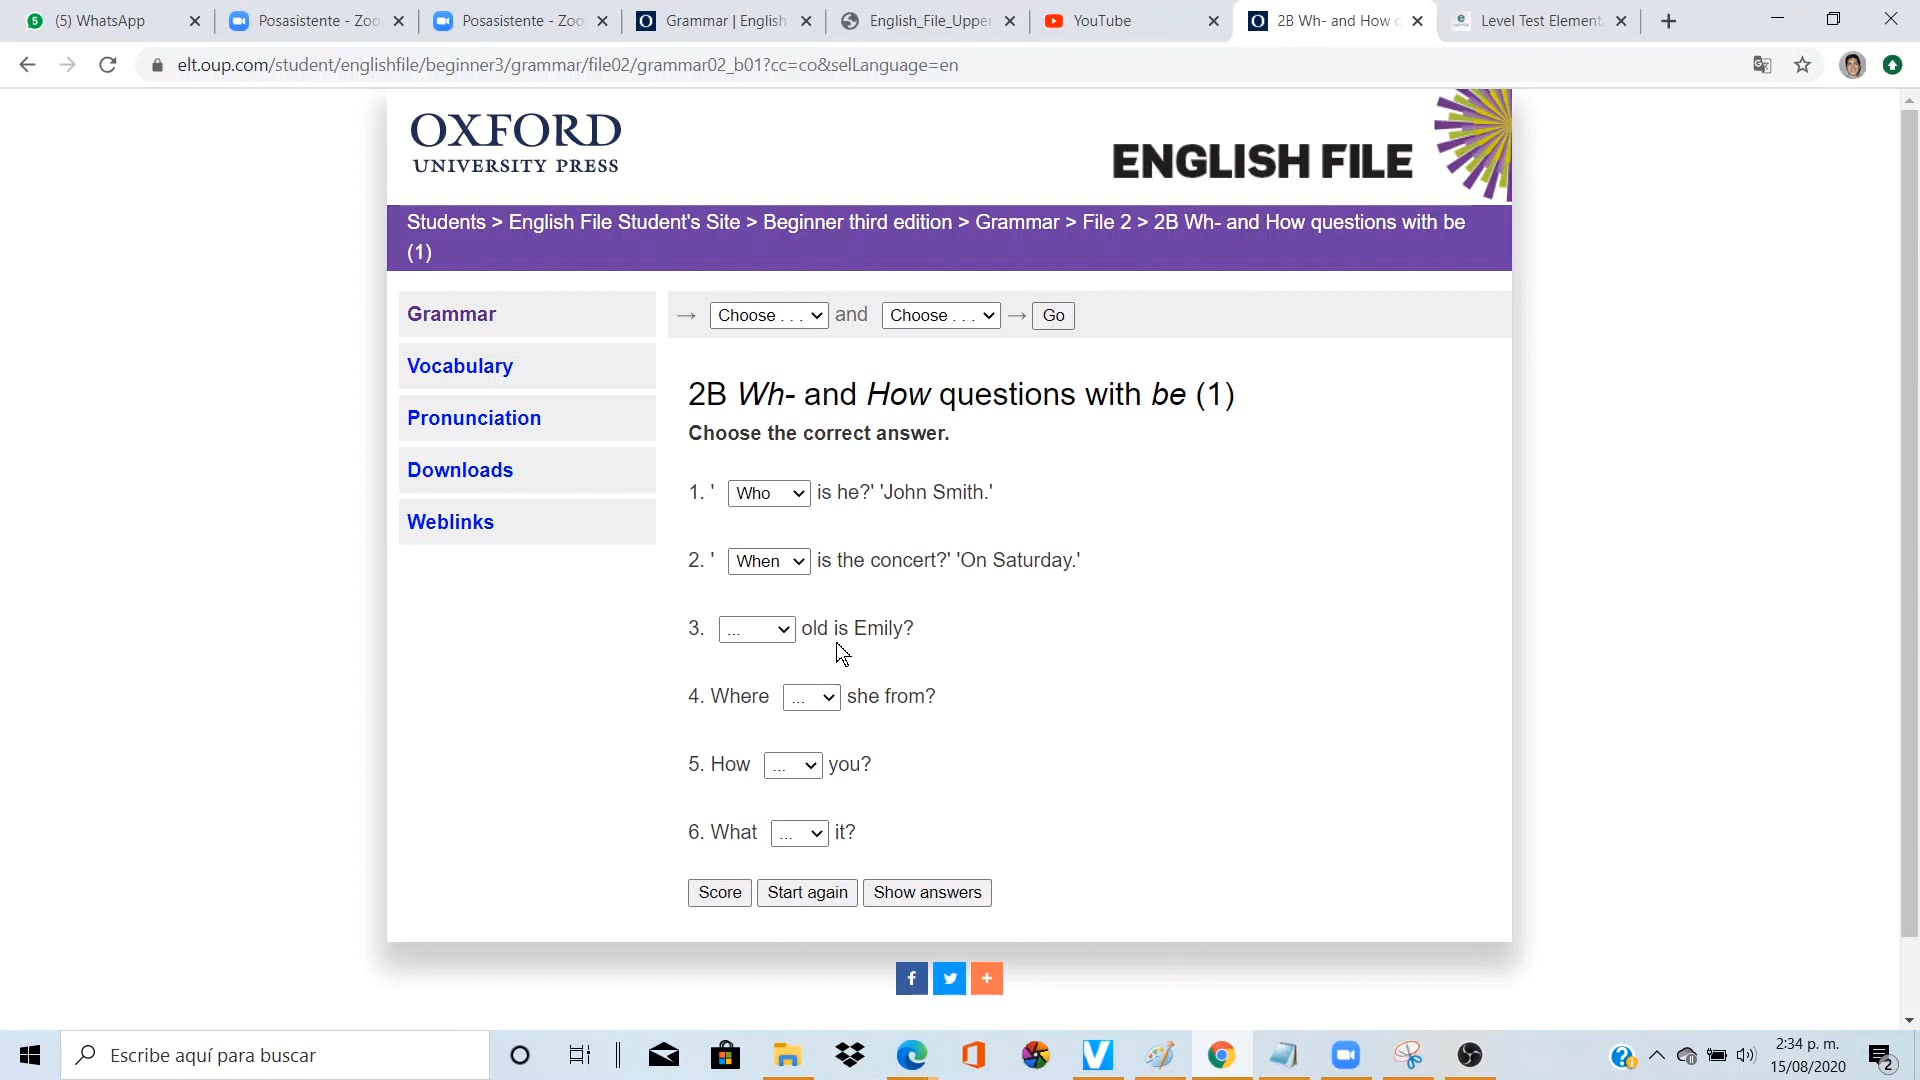 (5) WhatsApp
Posasistente - Zoo
Posasistente - Zoo
Grammar | English
English_File_Upper
YouTube
2B Wh- and How c
Level Test Element
elt.oup.com/student/englishfile/beginner3/grammar/file02/grammar02_b01?cc=co&selLanguage=en
OXFORD
UNIVERSITY PRESS
ENGLISH FILE
Students > English File Student's Site > Beginner third edition > Grammar > File 2 > 2B Wh- and How questions with be
(1)
Grammar
Vocabulary
Pronunciation
Downloads
Weblinks
→ Choose . . . and Choose . . . → Go
2B Wh- and How questions with be (1)
Choose the correct answer.
1. ' Who is he?' 'John Smith.'
2. ' When is the concert?' 'On Saturday.'
3. ... old is Emily?
4. Where ... she from?
5. How ... you?
6. What ... it?
Score Start again Show answers
Escribe aquí para buscar
2:34 p. m.
15/08/2020
2